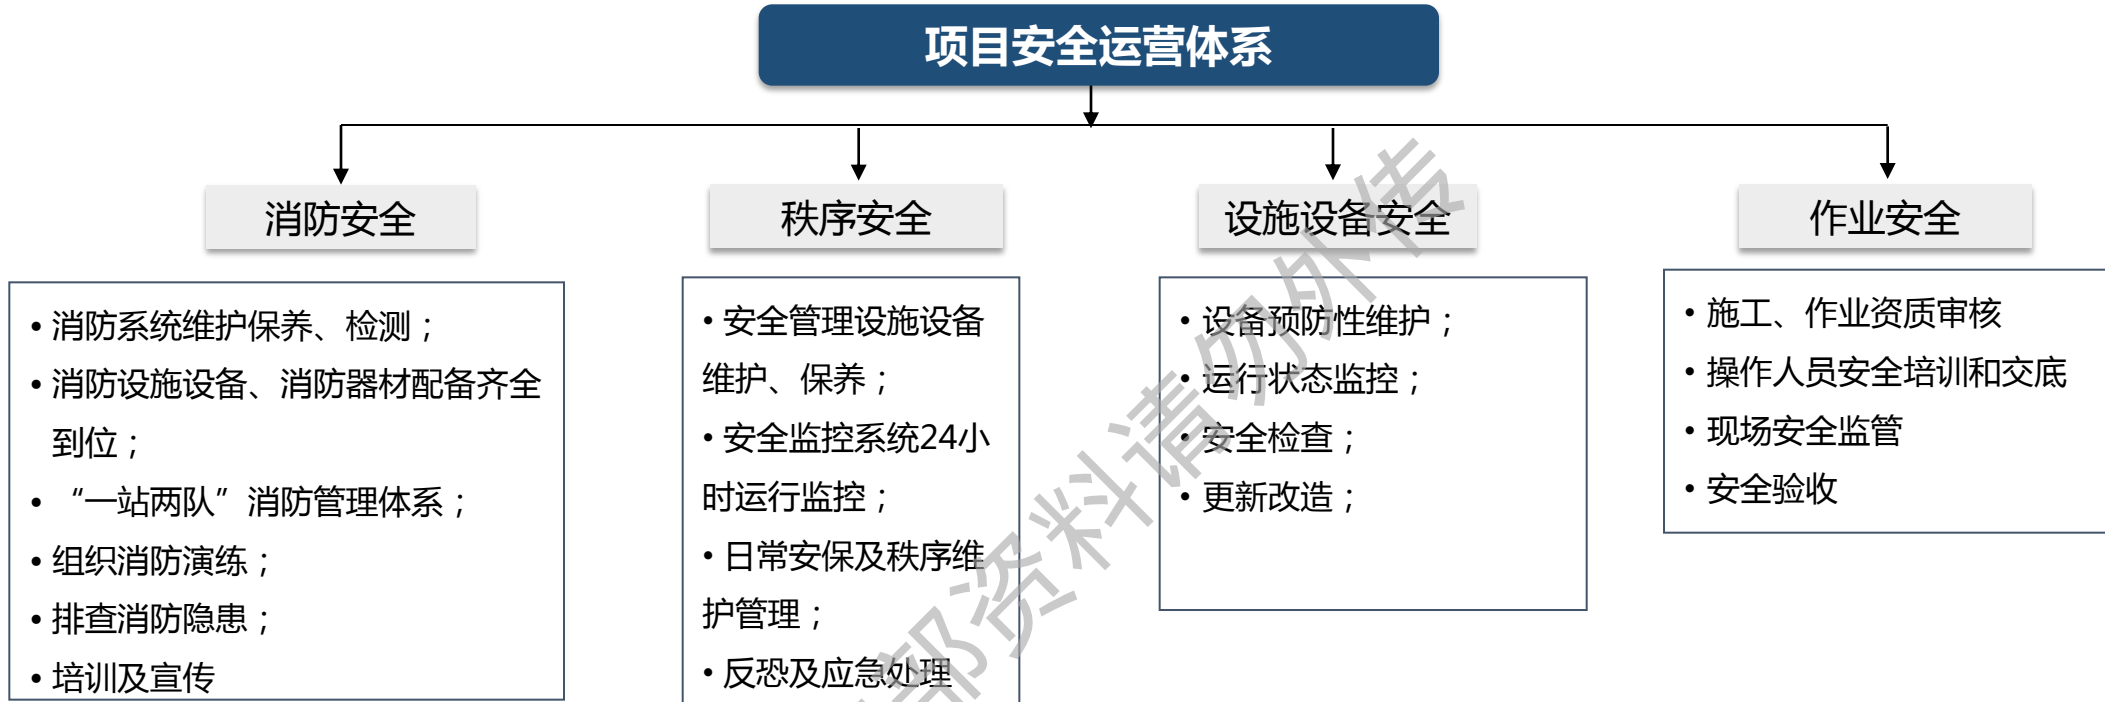 项目安全运营体系
消防安全
秩序安全
设施设备安全
作业安全
• 消防系统维护保养、检测；
• 消防设施设备、消防器材配备齐全
到位；
• “一站两队”消防管理体系；
• 组织消防演练；
• 排查消防隐患；
• 培训及宣传
• 安全管理设施设备
维护、保养；
• 安全监控系统24小
时运行监控；
• 日常安保及秩序维
护管理；
• 反恐及应急处理
• 设备预防性维护；
• 运行状态监控；
• 安全检查；
• 更新改造；
• 施工、作业资质审核
• 操作人员安全培训和交底
• 现场安全监管
• 安全验收
部资料请勿外传